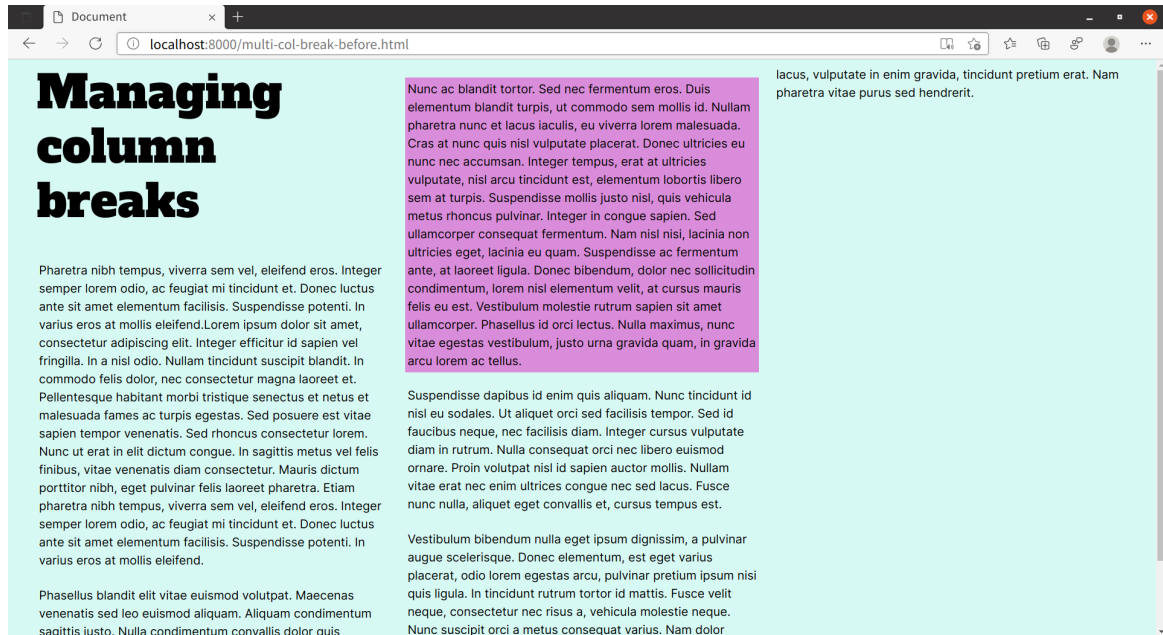 Document
localhost:8000/multi-col-break-before.html
Managing
column
breaks
Pharetra nibh tempus, viverra sem vel, eleifend eros. Integer
semper lorem odio, ac feugiat mi tincidunt et. Donec luctus
ante sit amet elementum facilisis. Suspendisse potenti. In
varius eros at mollis eleifend.Lorem ipsum dolor sit amet,
consectetur adipiscing elit. Integer efficitur id sapien vel
fringilla. In a nisl odio. Nullam tincidunt suscipit blandit. In
commodo felis dolor, nec consectetur magna laoreet et.
Pellentesque habitant morbi tristique senectus et netus et
malesuada fames ac turpis egestas. Sed posuere est vitae
sapien tempor venenatis. Sed rhoncus consectetur lorem.
Nunc ut erat in elit dictum congue. In sagittis metus vel felis
finibus, vitae venenatis diam consectetur. Mauris dictum
porttitor nibh, eget pulvinar felis laoreet pharetra. Etiam
pharetra nibh tempus, viverra sem vel, eleifend eros. Integer
semper lorem odio, ac feugiat mi tincidunt et. Donec luctus
ante sit amet elementum facilisis. Suspendisse potenti. In
varius eros at mollis eleifend.
Phasellus blandit elit vitae euismod volutpat. Maecenas
venenatis sed leo euismod aliquam. Aliquam condimentum
sagittis justo. Nulla condimentum convallis dolor quis
Nunc ac blandit tortor. Sed nec fermentum eros. Duis
elementum blandit turpis, ut commodo sem mollis id. Nullam
pharetra nunc et lacus iaculis, eu viverra lorem malesuada.
Cras at nunc quis nisl vulputate placerat. Donec ultricies eu
nunc nec accumsan. Integer tempus, erat at ultricies
vulputate, nisl arcu tincidunt est, elementum lobortis libero
sem at turpis. Suspendisse mollis justo nisl, quis vehicula
metus rhoncus pulvinar. Integer in congue sapien. Sed
ullamcorper consequat fermentum. Nam nisl nisi, lacinia non
ultricies eget, lacinia eu quam. Suspendisse ac fermentum
ante, at laoreet ligula. Donec bibendum, dolor nec sollicitudin
condimentum, lorem nisl elementum velit, at cursus mauris
felis eu est. Vestibulum molestie rutrum sapien sit amet
ullamcorper. Phasellus id orci lectus. Nulla maximus, nunc
vitae egestas vestibulum, justo urna gravida quam, in gravida
arcu lorem ac tellus.
Suspendisse dapibus id enim quis aliquam. Nunc tincidunt id
nisl eu sodales. Ut aliquet orci sed facilisis tempor. Sed id
faucibus neque, nec facilisis diam. Integer cursus vulputate
diam in rutrum. Nulla consequat orci nec libero euismod
ornare. Proin volutpat nisl id sapien auctor mollis. Nullam
vitae erat nec enim ultrices congue nec sed lacus. Fusce
nunc nulla, aliquet eget convallis et, cursus tempus est.
Vestibulum bibendum nulla eget ipsum dignissim, a pulvinar
augue scelerisque. Donec elementum, est eget varius
placerat, odio lorem egestas arcu, pulvinar pretium ipsum nisi
quis ligula. In tincidunt rutrum tortor id mattis. Fusce velit
neque, consectetur nec risus a, vehicula molestie neque.
Nunc suscipit orci a metus consequat varius. Nam dolor
lacus, vulputate in enim gravida, tincidunt pretium erat. Nam
pharetra vitae purus sed hendrerit.